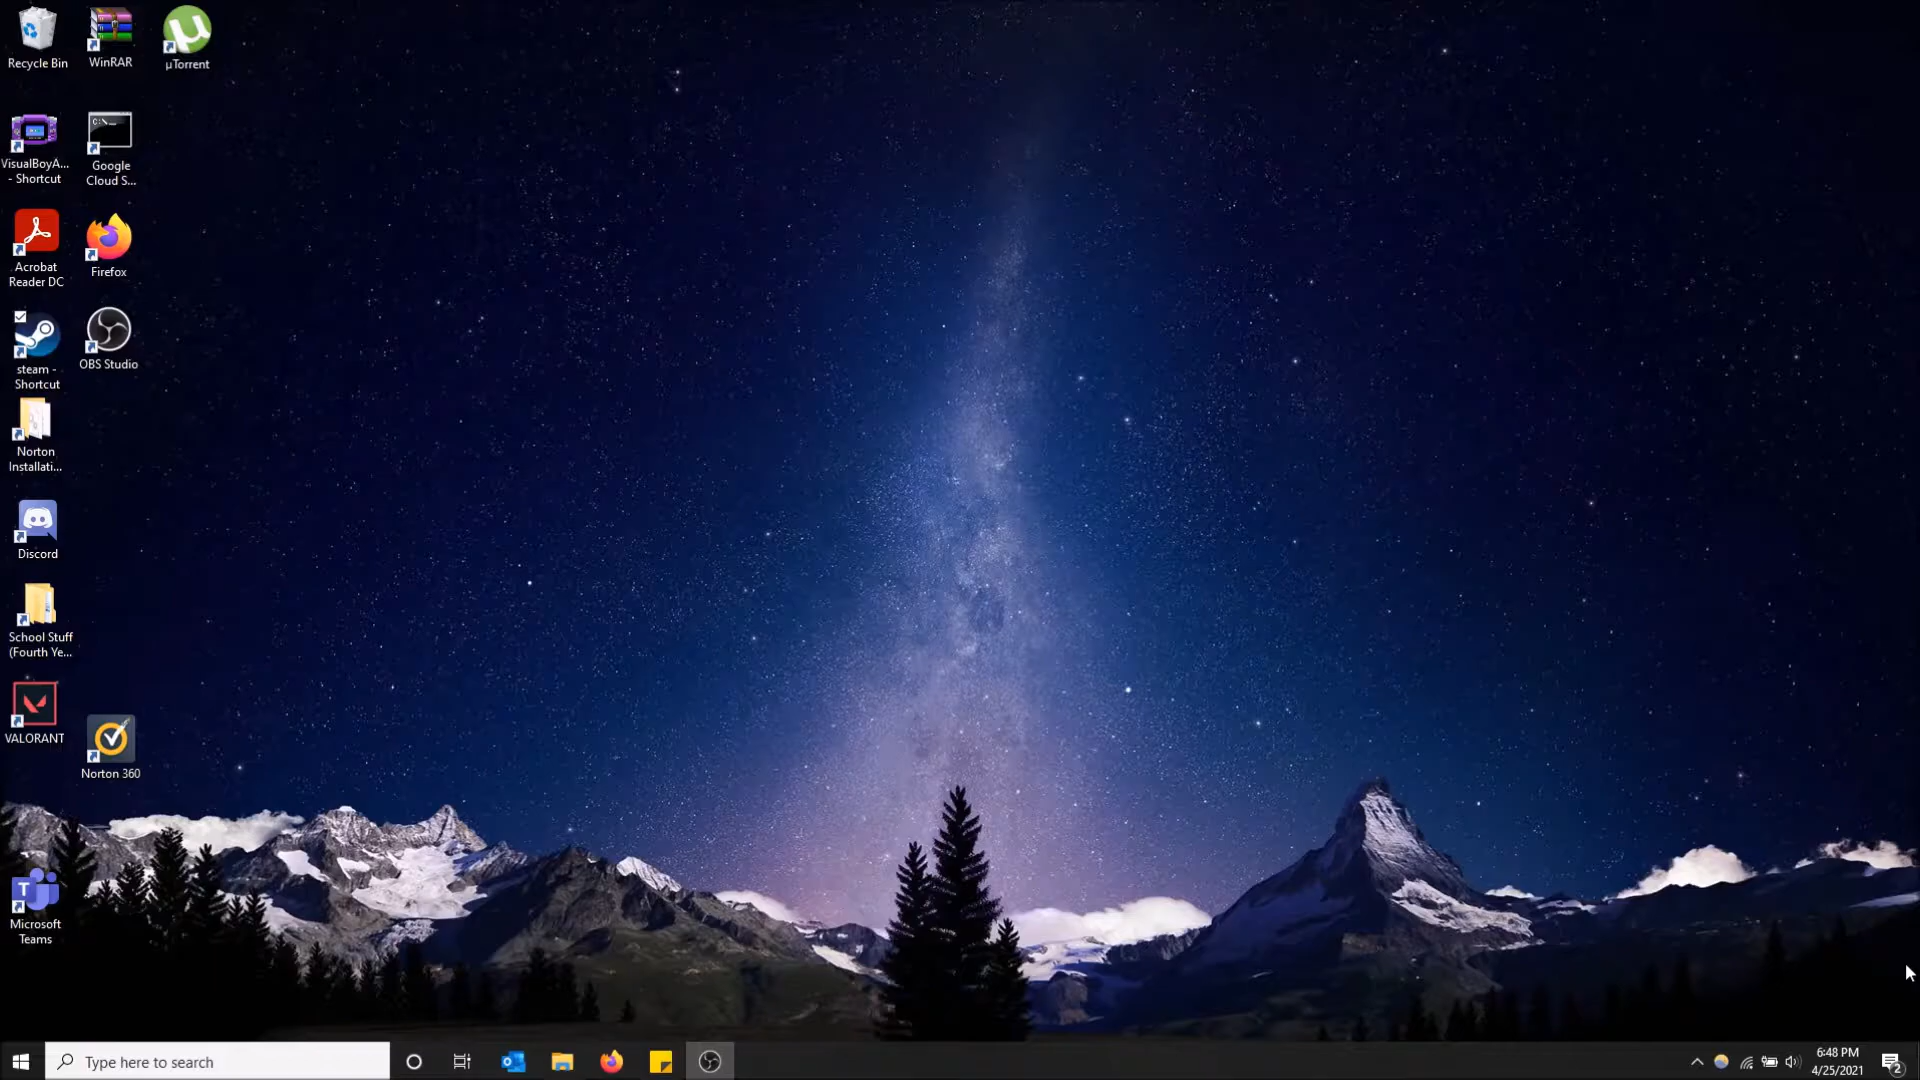 Recycle Bin
WinRAR
µTorrent
VisualBoyA...
- Shortcut
Google
Cloud S...
Acrobat
Reader DC
Firefox
steam -
Shortcut
OBS Studio
Norton
Installati...
Discord
School Stuff
(Fourth Ye...
VALORANT
Norton 360
Microsoft
Teams
Type here to search
6:48 PM
4/25/2021
2